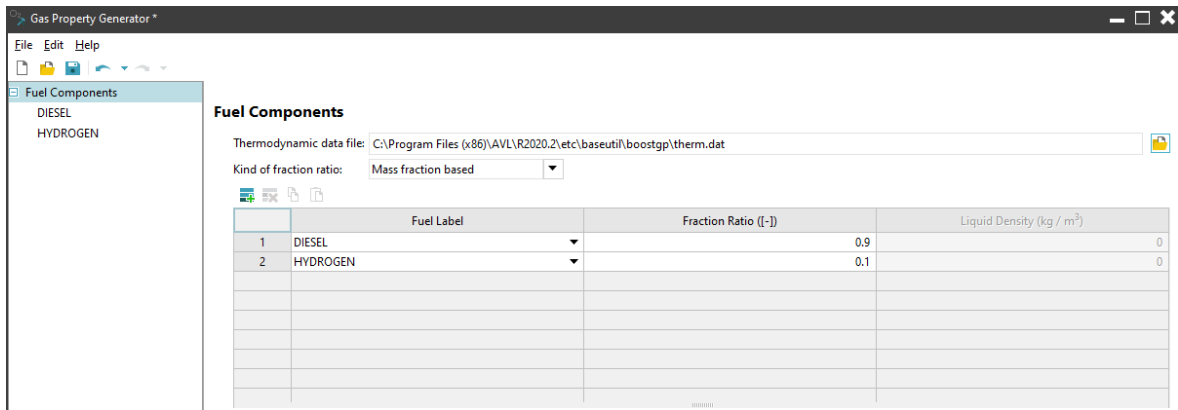 Gas Property Generator *
File Edit Help
Fuel Components
DIESEL
HYDROGEN
Fuel Components
Thermodynamic data file: C:\Program Files (x86)\AVL\R2020.2\etc\baseutil\boostgp\therm.dat
Kind of fraction ratio: Mass fraction based
Fuel Label Fraction Ratio ([-]) Liquid Density (kg / m³)
1 DIESEL 0.9 0
2 HYDROGEN 0.1 0